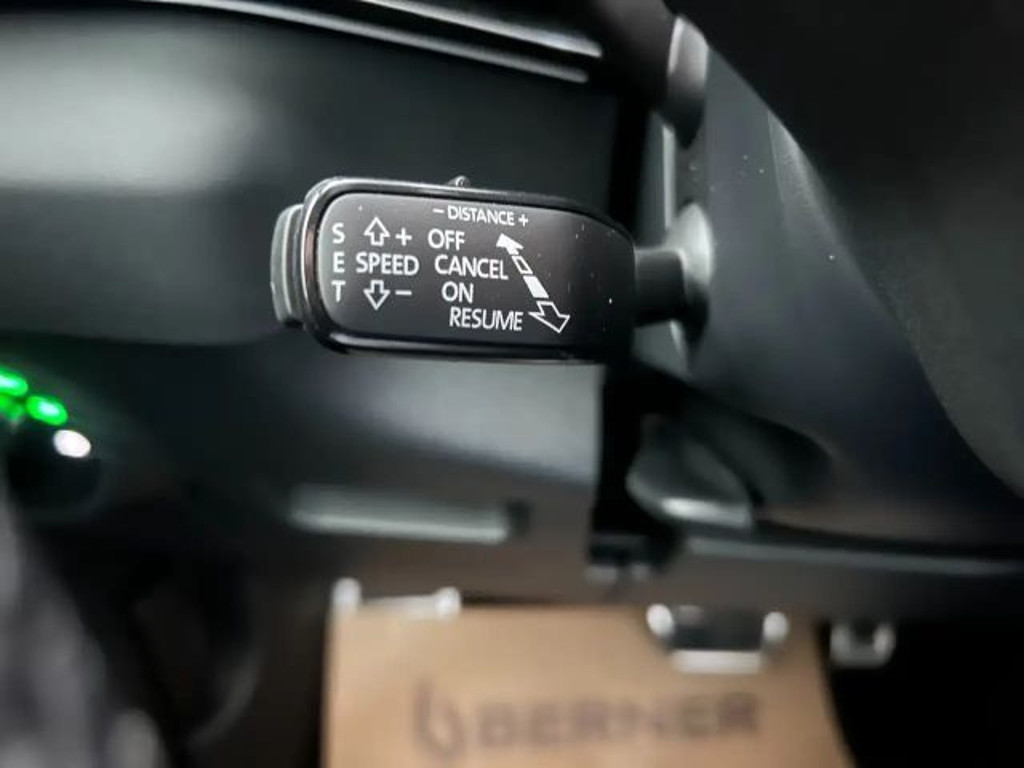 - DISTANCE +
S + OFF
E SPEED CANCEL
T - ON
RESUME
BERNER